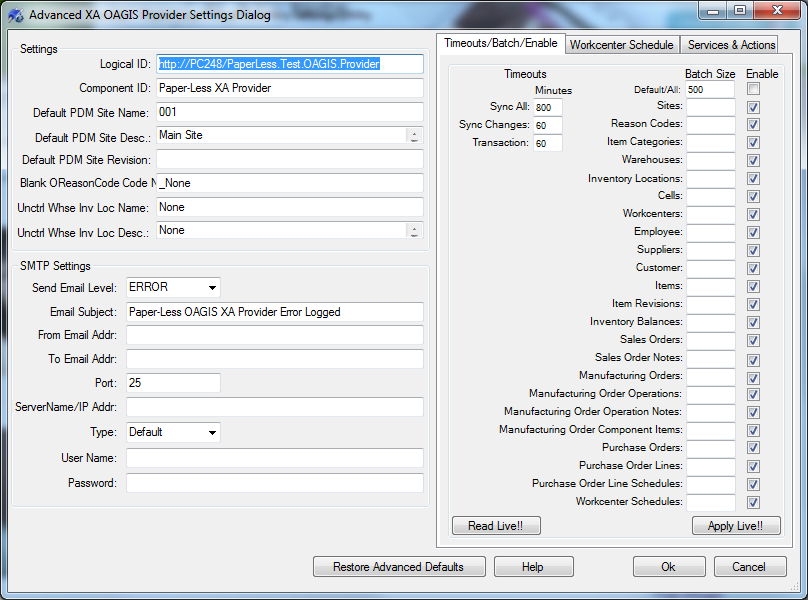 Advanced XA OAGIS Provider Settings Dialog
Settings
Logical ID: http://PC248/PaperLess.Test.OAGIS.Provider
Component ID: Paper-Less XA Provider
Default PDM Site Name: 001
Default PDM Site Desc.: Main Site
Default PDM Site Revision:
Blank OReasonCode Code N _None
Unctrl Whse Inv Loc Name: None
Unctrl Whse Inv Loc Desc.: None
SMTP Settings
Send Email Level: ERROR
Email Subject: Paper-Less OAGIS XA Provider Error Logged
From Email Addr:
To Email Addr:
Port: 25
ServerName/IP Addr:
Type: Default
User Name:
Password:
Timeouts/Batch/Enable Workcenter Schedule Services & Actions
Timeouts Batch Size Enable
Minutes Default/All: 500
Sync All: 800 Sites:
Sync Changes: 60 Reason Codes:
Transaction: 60 Item Categories:
Warehouses:
Inventory Locations:
Cells:
Workcenters:
Employee:
Suppliers:
Customer:
Items:
Item Revisions:
Inventory Balances:
Sales Orders:
Sales Order Notes:
Manufacturing Orders:
Manufacturing Order Operations:
Manufacturing Order Operation Notes:
Manufacturing Order Component Items:
Purchase Orders:
Purchase Order Lines:
Purchase Order Line Schedules:
Workcenter Schedules:
Read Live!! Apply Live!!
Restore Advanced Defaults Help Ok Cancel